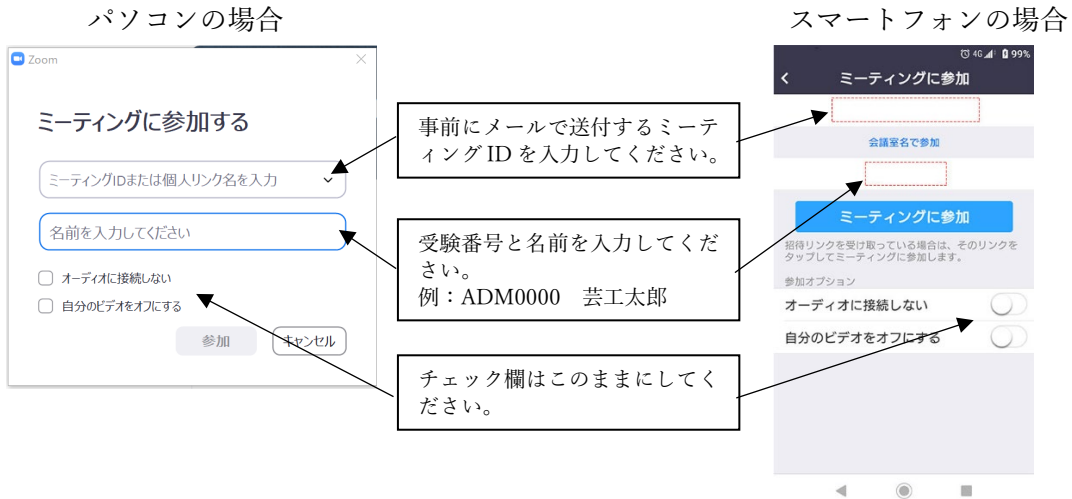 パソコンの場合
スマートフォンの場合
Zoom
ミーティングに参加する
ミーティングIDまたは個人リンク名を入力
名前を入力してください
オーディオに接続しない
自分のビデオをオフにする
参加
キャンセル
事前にメールで送付するミーテ
ィング ID を入力してください。
受験番号と名前を入力してくだ
さい。
例：ADM0000　芸工太郎
チェック欄はこのままにしてく
ださい。
4G 99%
ミーティングに参加
会議室名で参加
ミーティングに参加
招待リンクを受け取っている場合は、そのリンクを
タップしてミーティングに参加します。
参加オプション
オーディオに接続しない
自分のビデオをオフにする